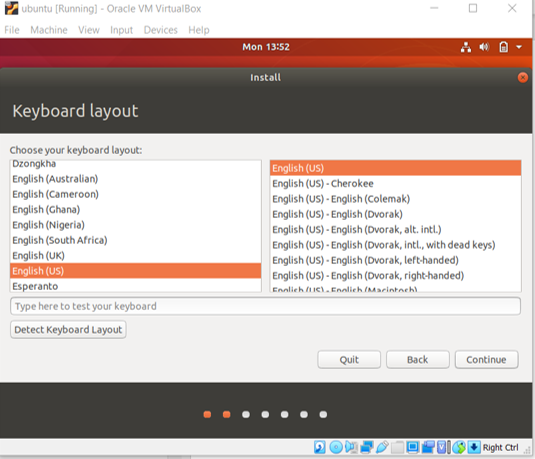 ubuntu [Running] - Oracle VM VirtualBox
File Machine View Input Devices Help
Mon 13:52
Install
Keyboard layout
Choose your keyboard layout:
Dzongkha
English (Australian)
English (Cameroon)
English (Ghana)
English (Nigeria)
English (South Africa)
English (UK)
English (US)
Esperanto
English (US)
English (US) - Cherokee
English (US) - English (Colemak)
English (US) - English (Dvorak)
English (US) - English (Dvorak, alt. intl.)
English (US) - English (Dvorak, intl., with dead keys)
English (US) - English (Dvorak, left-handed)
English (US) - English (Dvorak, right-handed)
English (US) - English (Macintosh)
Type here to test your keyboard
Detect Keyboard Layout
Quit Back Continue
Right Ctrl